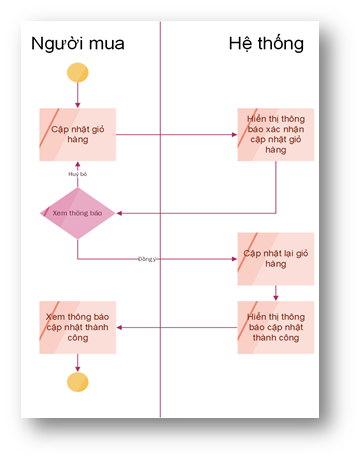 Người mua
Hệ thống
Cập nhật giỏ
hàng
Hiển thị thông
báo xác nhận
cập nhật giỏ
hàng
Huỷ bỏ
Xem thông báo
Đồng ý
Cập nhật lại giỏ
hàng
Xem thông báo
cập nhật thành
công
Hiển thị thông
báo cập nhật
thành công